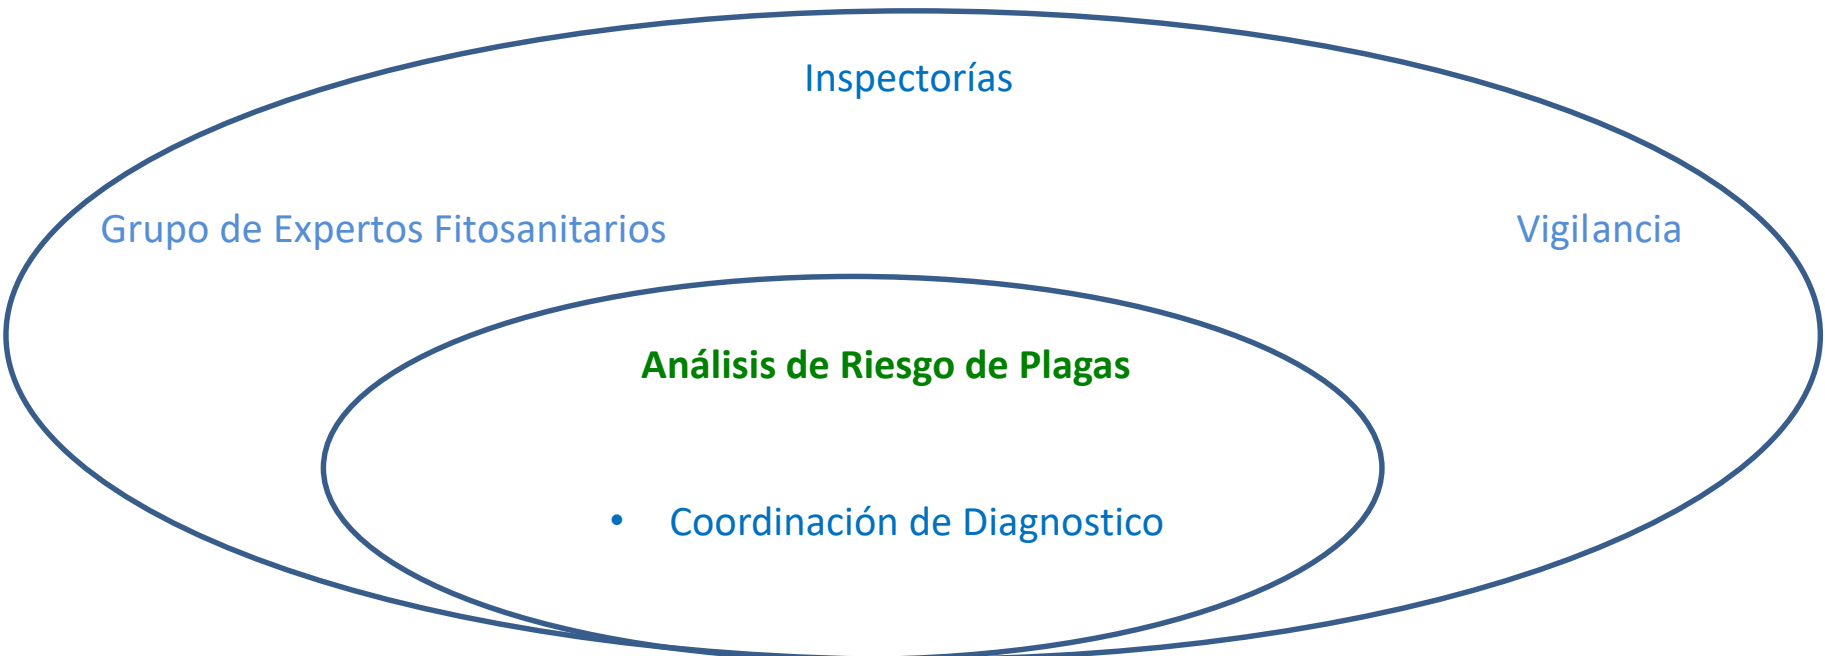 Inspectorías
Grupo de Expertos Fitosanitarios
Vigilancia
Análisis de Riesgo de Plagas
• Coordinación de Diagnostico